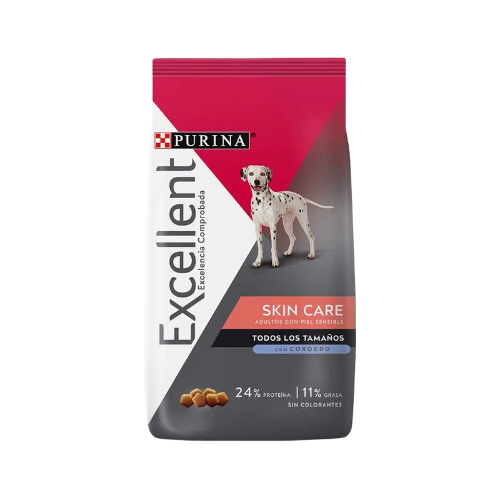 PURINA®
Excellent
Excelencia Comprobada
SKIN CARE
ADULTOS CON PIEL SENSIBLE
TODOS LOS TAMAÑOS
CON CORDERO
24% PROTEÍNA | 11% GRASA
SIN COLORANTES